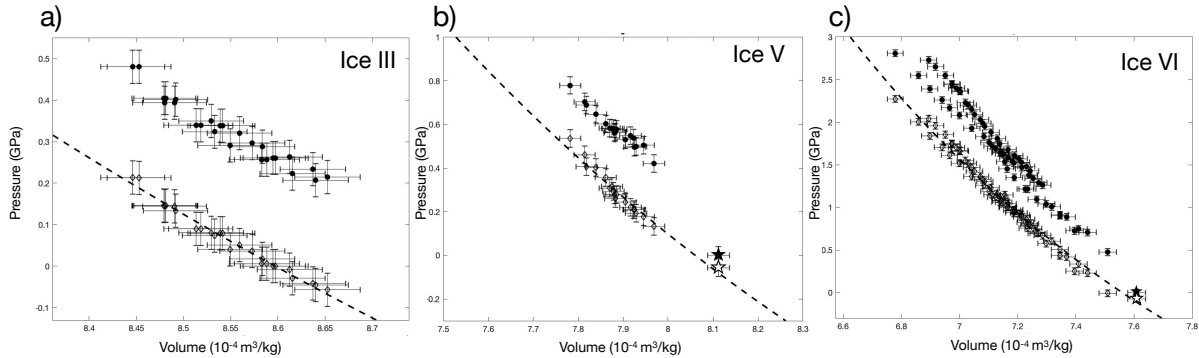 a)
Ice III
Pressure (GPa)
0.5
0.4
0.3
0.2
0.1
0
-0.1
8.4 8.45 8.5 8.55 8.6 8.65 8.7
Volume (10⁻⁴ m³/kg)
b)
Ice V
Pressure (GPa)
1
0.8
0.6
0.4
0.2
0
-0.2
7.5 7.6 7.7 7.8 7.9 8 8.1 8.2
Volume (10⁻⁴ m³/kg)
c)
Ice VI
Pressure (GPa)
3
2.5
2
1.5
1
0.5
0
6.6 6.8 7 7.2 7.4 7.6 7.8
Volume (10⁻⁴ m³/kg)